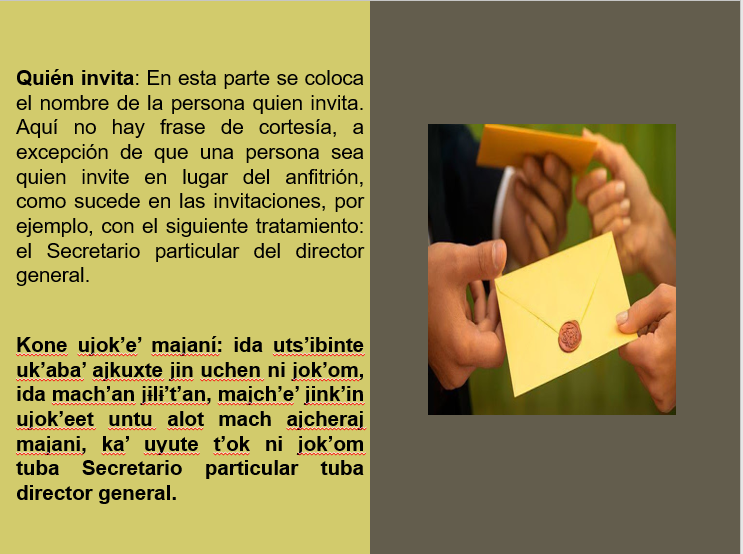 Quién invita: En esta parte se coloca
el nombre de la persona quien invita.
Aquí no hay frase de cortesía, a
excepción de que una persona sea
quien invite en lugar del anfitrión,
como sucede en las invitaciones, por
ejemplo, con el siguiente tratamiento:
el Secretario particular del director
general.
Kone ujok’e’ majaní: ida uts’ibinte
uk’aba’ ajkuxte jin uchen ni jok’om,
ida mach’an jɨlɨ’t’an, majch’e’ jink’in
ujok’eet untu alot mach ajcheraj
majani, ka’ uyute t’ok ni jok’om
tuba Secretario particular tuba
director general.